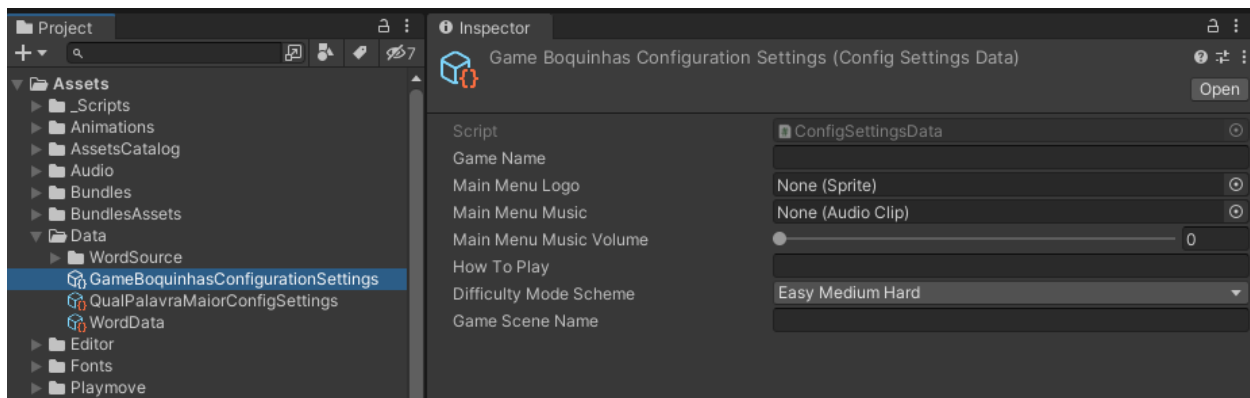 Project
7
Assets
_Scripts
Animations
AssetsCatalog
Audio
Bundles
BundlesAssets
Data
WordSource
GameBoquinhasConfigurationSettings
QualPalavraMaiorConfigSettings
WordData
Editor
Fonts
Playmove
Inspector
Game Boquinhas Configuration Settings (Config Settings Data)
Open
Script ConfigSettingsData
Game Name
Main Menu Logo None (Sprite)
Main Menu Music None (Audio Clip)
Main Menu Music Volume 0
How To Play
Difficulty Mode Scheme Easy Medium Hard
Game Scene Name